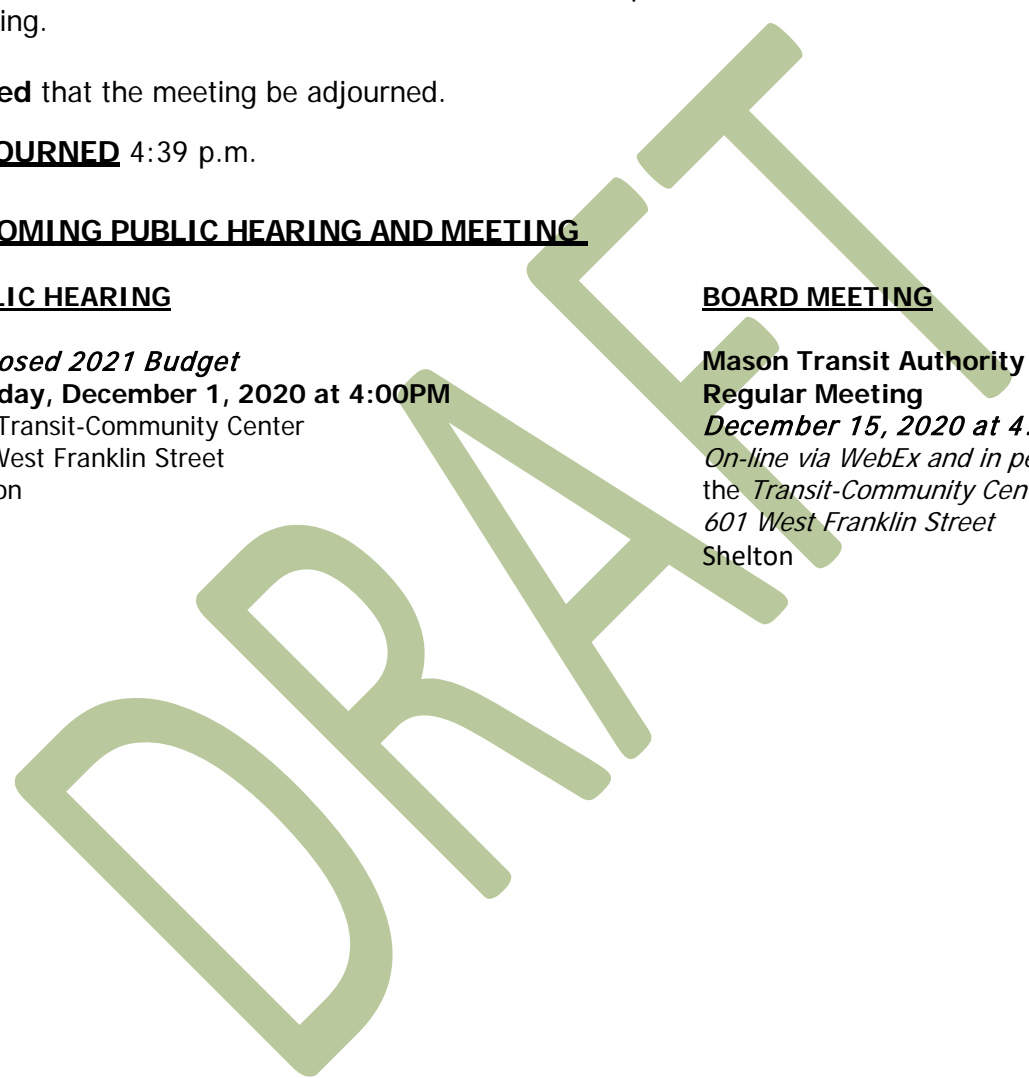 ing.
ed that the meeting be adjourned.
OURNED 4:39 p.m.
OMING PUBLIC HEARING AND MEETING
LIC HEARING
osed 2021 Budget
day, December 1, 2020 at 4:00PM
Transit-Community Center
West Franklin Street
on
BOARD MEETING
Mason Transit Authority
Regular Meeting
December 15, 2020 at 4
On-line via WebEx and in pe
the Transit-Community Cen
601 West Franklin Street
Shelton
DRAFT